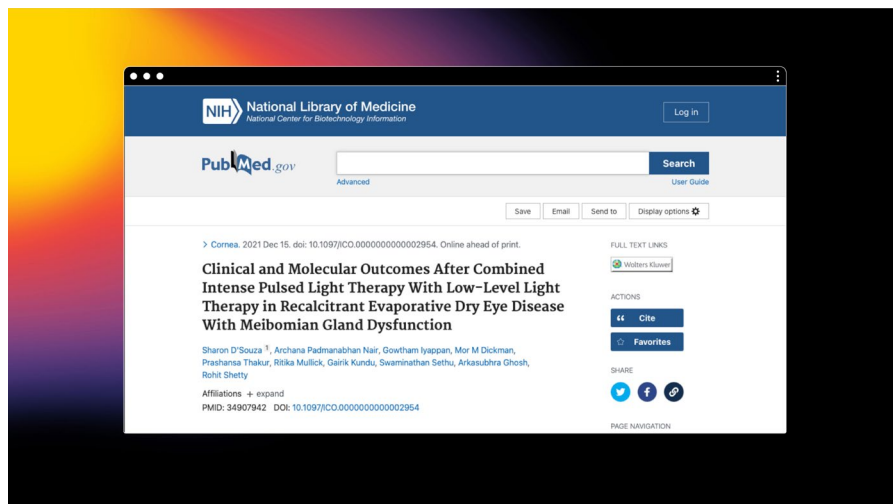 NIH National Library of Medicine
National Center for Biotechnology Information
Log in
PubMed.gov
Search
Advanced
User Guide
Save
Email
Send to
Display options
Cornea. 2021 Dec 15. doi: 10.1097/ICO.0000000000002954. Online ahead of print.
Clinical and Molecular Outcomes After Combined
Intense Pulsed Light Therapy With Low-Level Light
Therapy in Recalcitrant Evaporative Dry Eye Disease
With Meibomian Gland Dysfunction
Sharon D'Souza 1, Archana Padmanabhan Nair, Gowtham Iyappan, Mor M Dickman,
Prashansa Thakur, Ritika Mullick, Gairik Kundu, Swaminathan Sethu, Arkasubhra Ghosh,
Rohit Shetty
Affiliations + expand
PMID: 34907942 DOI: 10.1097/ICO.0000000000002954
FULL TEXT LINKS
Wolters Kluwer
ACTIONS
Cite
Favorites
SHARE
PAGE NAVIGATION